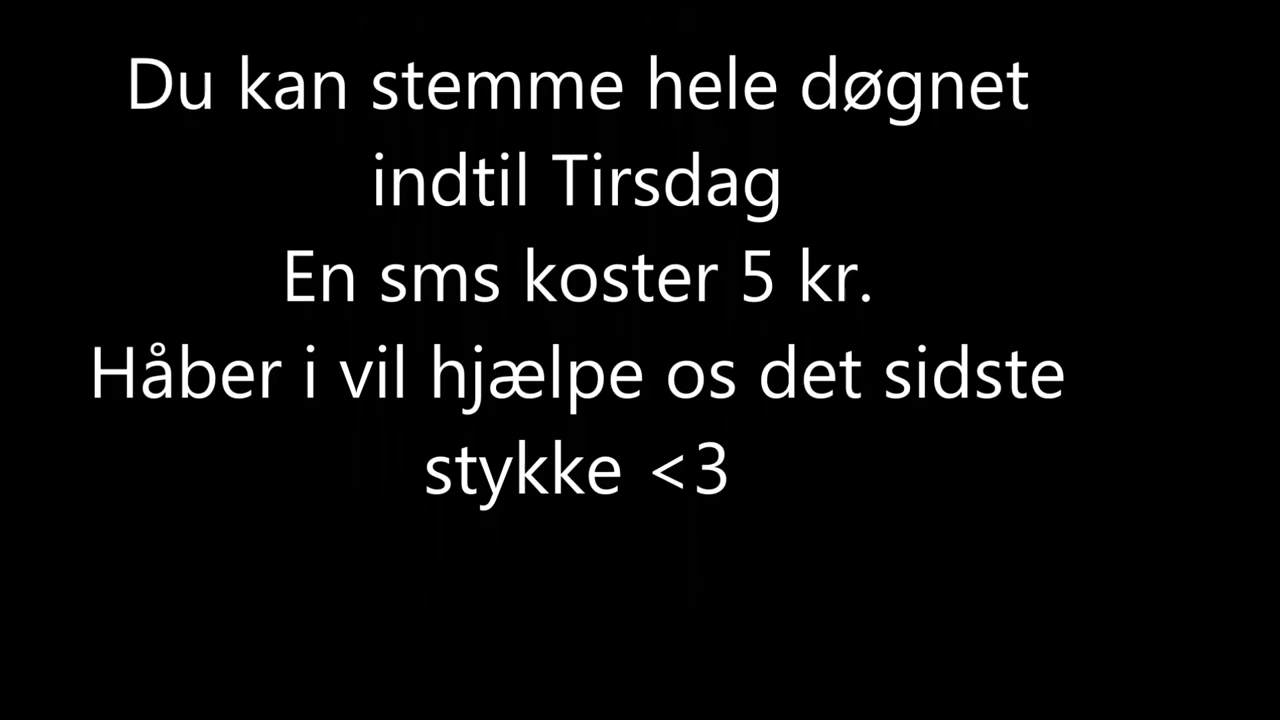 Du kan stemme hele døgnet
indtil Tirsdag
En sms koster 5 kr.
Håber i vil hjælpe os det sidste
stykke <3